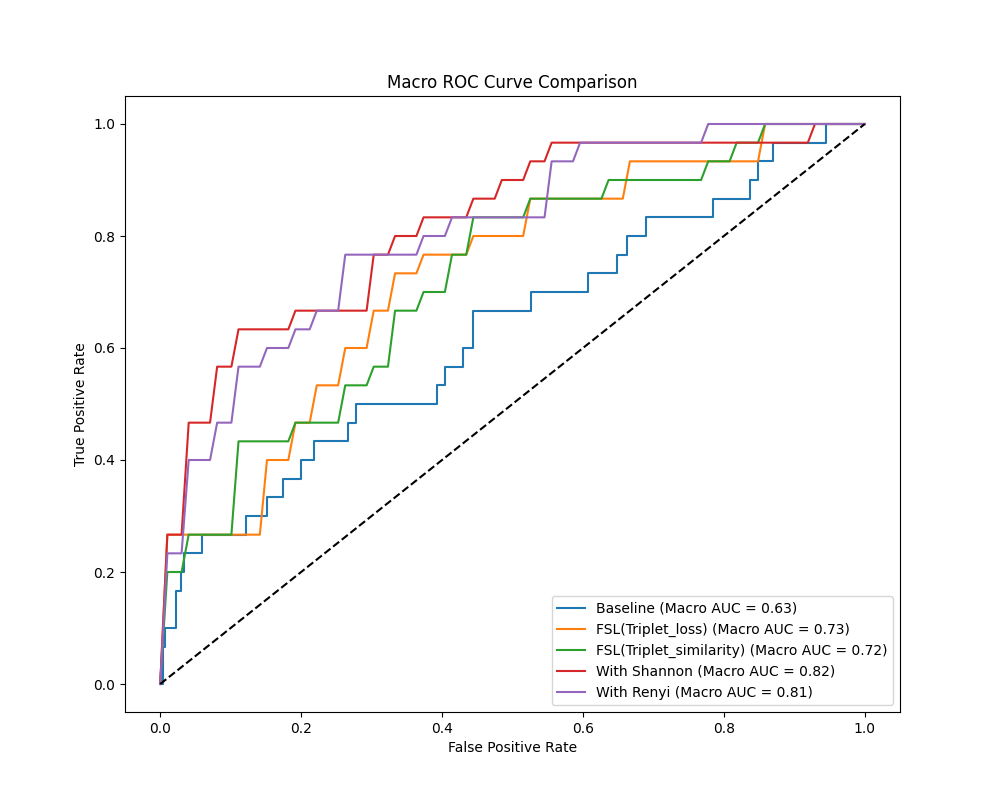 Macro ROC Curve Comparison
1.0
0.8
0.6
0.4
0.2
0.0
True Positive Rate
Baseline (Macro AUC = 0.63)
FSL(Triplet_loss) (Macro AUC = 0.73)
FSL(Triplet_similarity) (Macro AUC = 0.72)
With Shannon (Macro AUC = 0.82)
With Renyi (Macro AUC = 0.81)
0.0 0.2 0.4 0.6 0.8 1.0
False Positive Rate